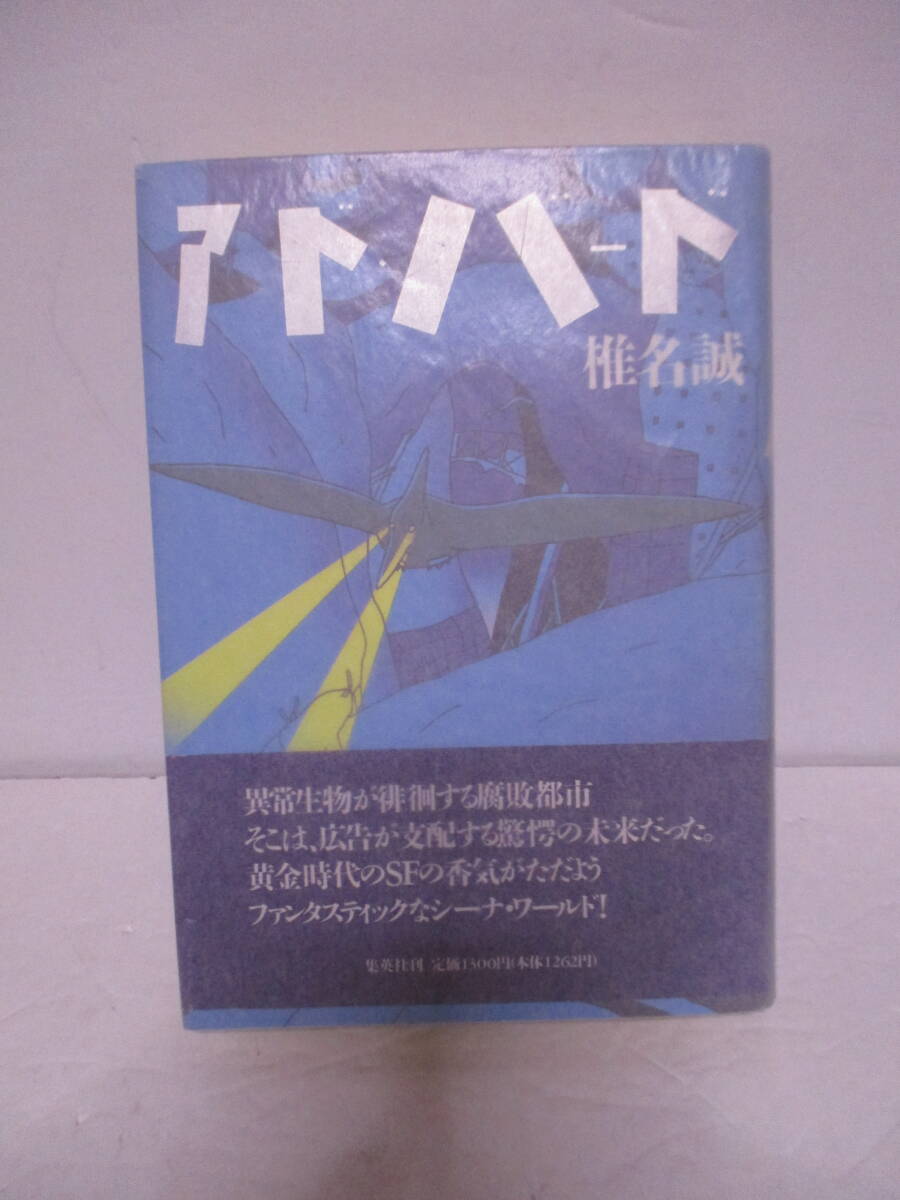 アド・バード
椎名誠
異常生物が徘徊する腐敗都市
そこは、広告が支配する驚愕の未来だった。
黄金時代のSFの香気がただよう
ファンタスティックなシーナ・ワールド!
集英社刊 定価1300円(本体1262円)